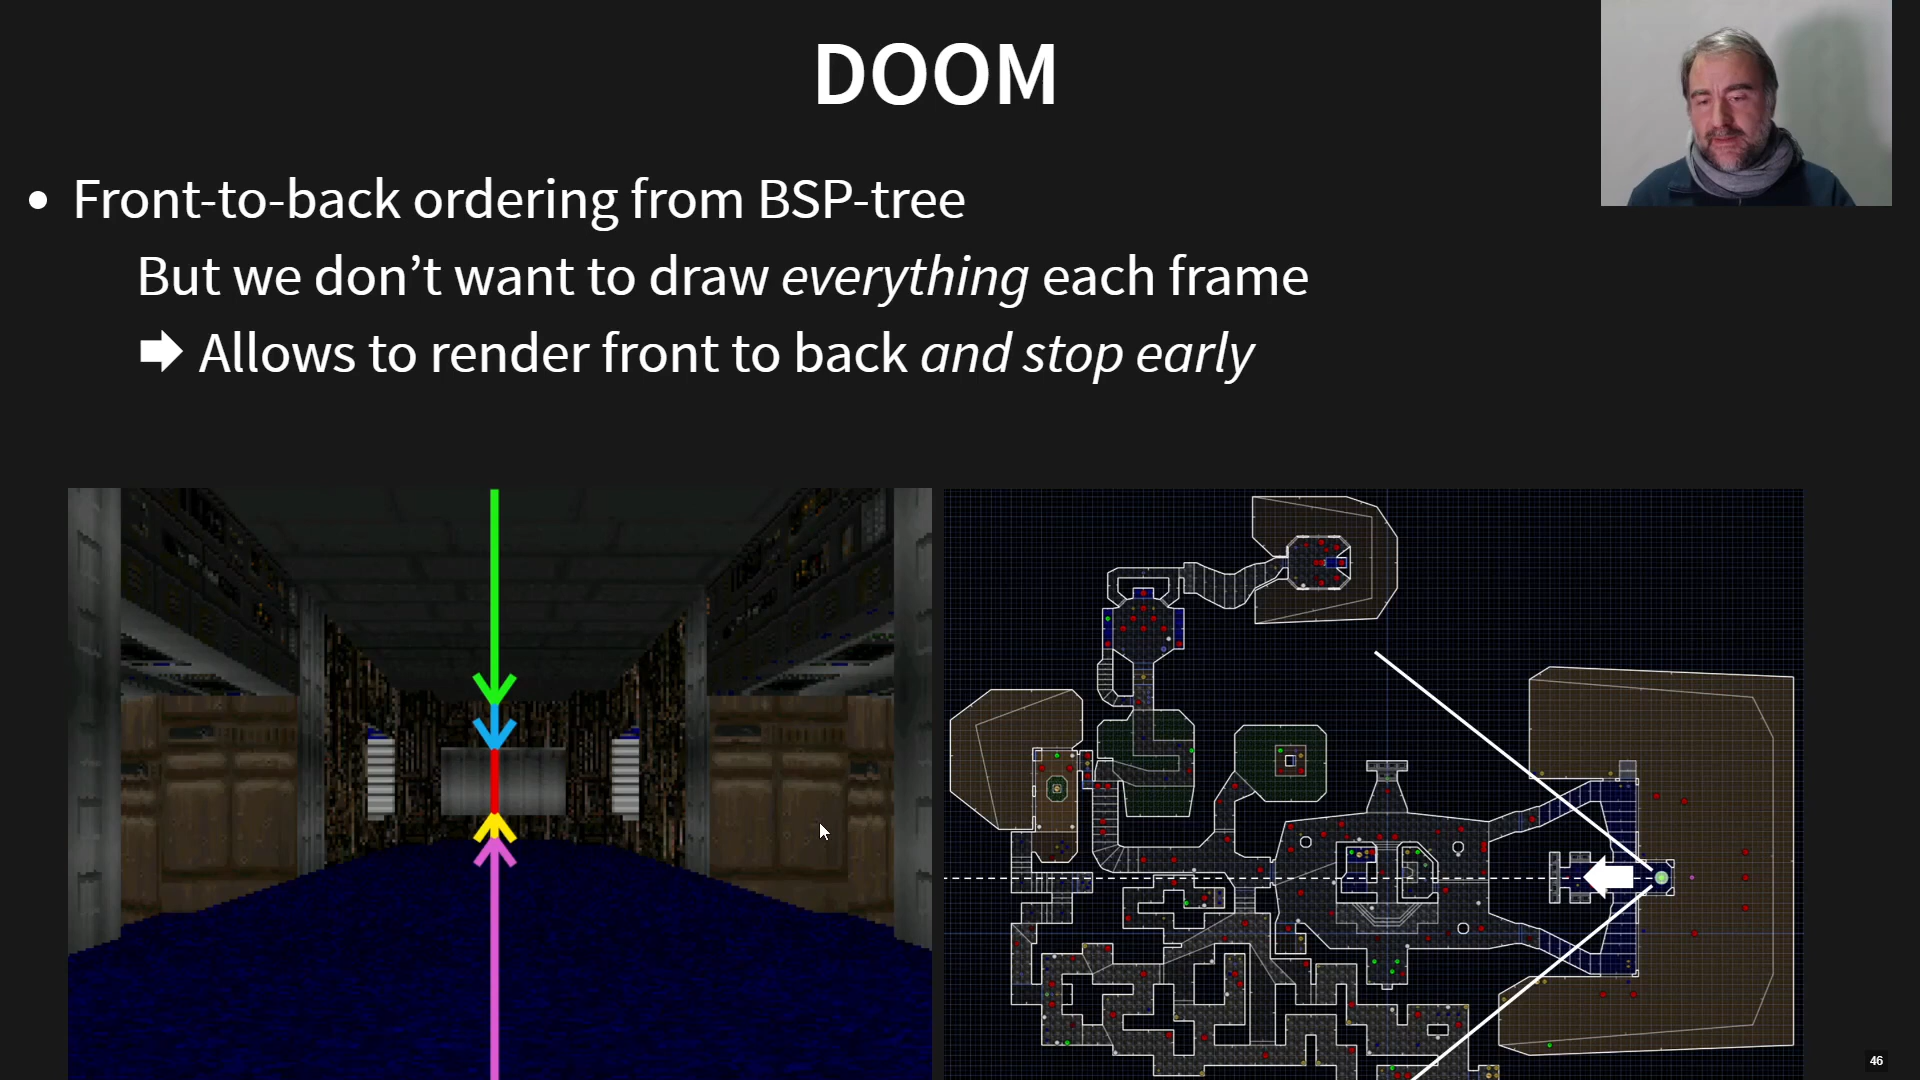 DOOM
• Front-to-back ordering from BSP-tree
But we don’t want to draw everything each frame
➡ Allows to render front to back and stop early
46